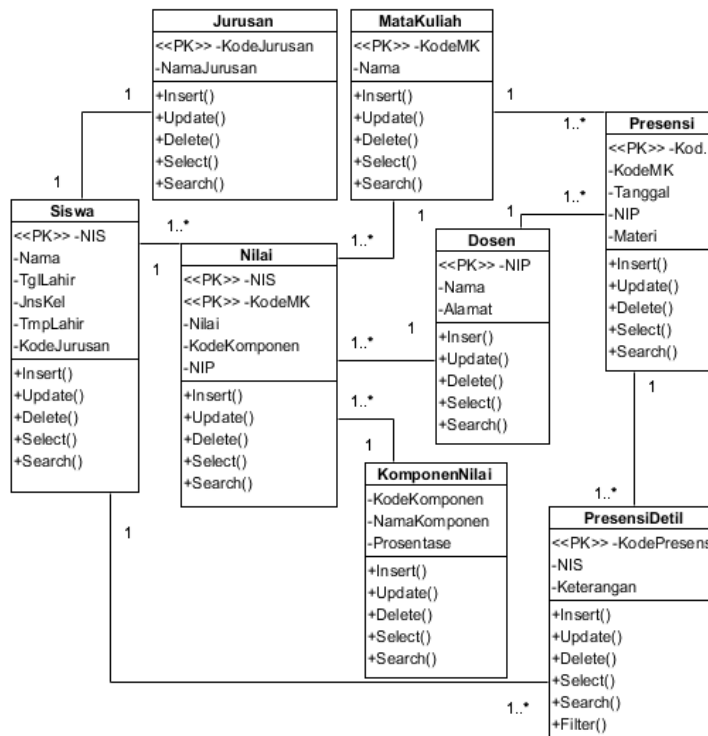 Jurusan
<<PK>> -KodeJurusan
-NamaJurusan
+Insert()
+Update()
+Delete()
+Select()
+Search()
MataKuliah
<<PK>> -KodeMK
-Nama
+Insert()
+Update()
+Delete()
+Select()
+Search()
1
1
1
1..*
Presensi
<<PK>> -Kod.
-KodeMK
-Tanggal
-NIP
-Materi
+Insert()
+Update()
+Delete()
+Select()
+Search()
Siswa
<<PK>> -NIS
-Nama
-TglLahir
-JnsKel
-TmpLahir
-KodeJurusan
+Insert()
+Update()
+Delete()
+Select()
+Search()
1..*
1
1..*
1
Nilai
<<PK>> -NIS
<<PK>> -KodeMK
-Nilai
-KodeKomponen
-NIP
+Insert()
+Update()
+Delete()
+Select()
+Search()
1
1..*
Dosen
<<PK>> -NIP
-Nama
-Alamat
+Inser()
+Update()
+Delete()
+Select()
+Search()
1..*
1
1..*
1
KomponenNilai
-KodeKomponen
-NamaKomponen
-Prosentase
+Insert()
+Update()
+Delete()
+Select()
+Search()
1
1..*
PresensiDetil
<<PK>> -KodePresens
-NIS
-Keterangan
+Insert()
+Update()
+Delete()
+Select()
+Search()
+Filter()
1
1..*